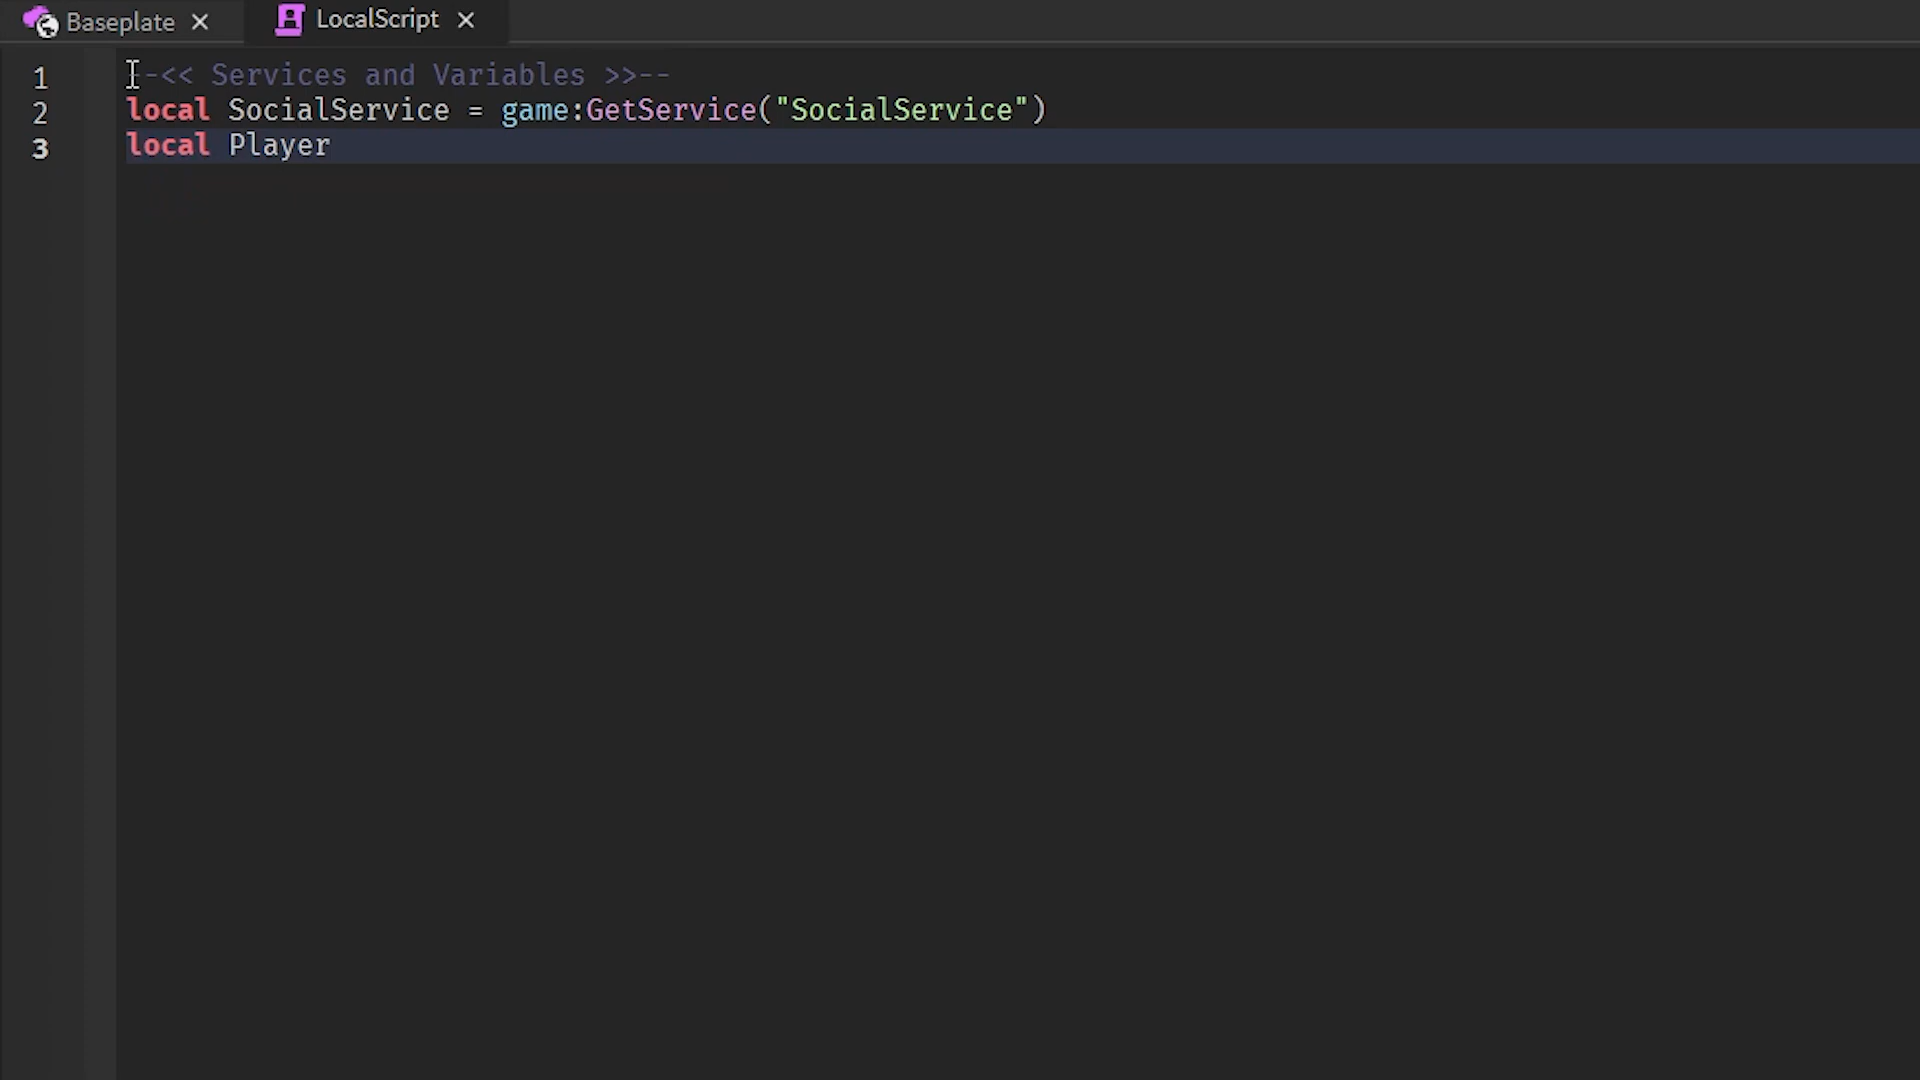 Baseplate
LocalScript
1 --<< Services and Variables >>--
2 local SocialService = game:GetService("SocialService")
3 local Player